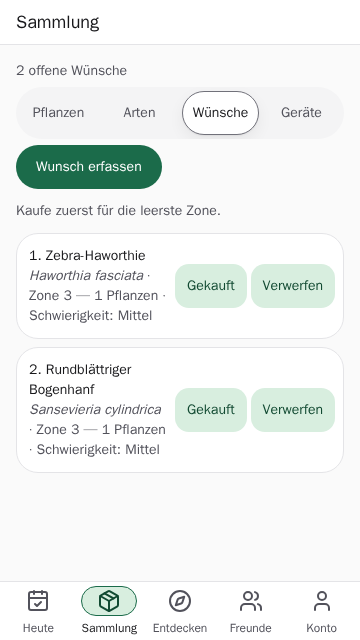 Sammlung
2 offene Wünsche
Pflanzen
Arten
Wünsche
Geräte
Wunsch erfassen
Kaufe zuerst für die leerste Zone.
1. Zebra-Haworthie
Haworthia fasciata ·
Zone 3 — 1 Pflanzen ·
Schwierigkeit: Mittel
Gekauft
Verwerfen
2. Rundblättriger
Bogenhanf
Sansevieria cylindrica
· Zone 3 — 1 Pflanzen
· Schwierigkeit: Mittel
Gekauft
Verwerfen
Heute
Sammlung
Entdecken
Freunde
Konto